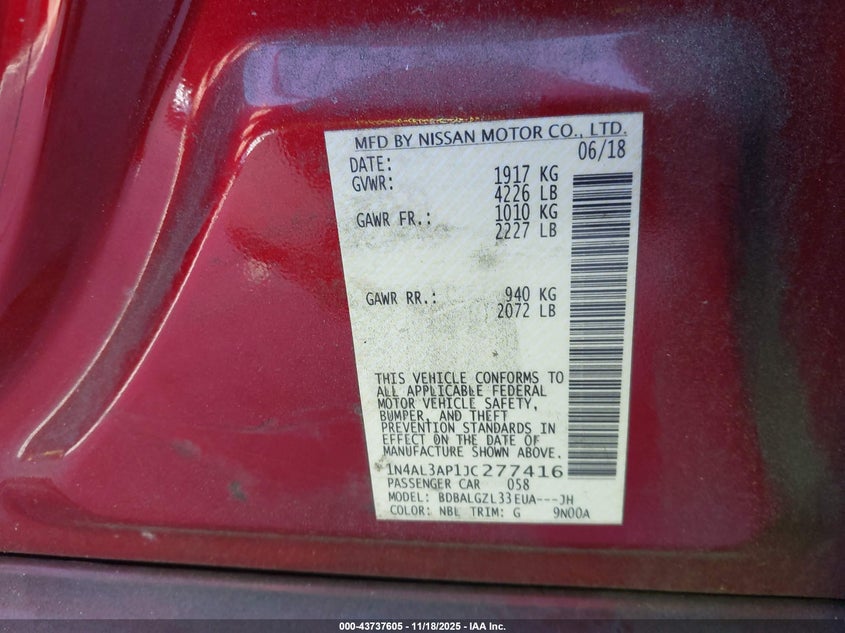 MFD BY NISSAN MOTOR CO., LTD.
DATE: 06/18
GVWR: 1917 KG
4226 LB
GAWR FR.: 1010 KG
2227 LB
GAWR RR.: 940 KG
2072 LB
THIS VEHICLE CONFORMS TO
ALL APPLICABLE FEDERAL
MOTOR VEHICLE SAFETY,
BUMPER, AND THEFT
PREVENTION STANDARDS IN
EFFECT ON THE DATE OF
MANUFACTURE SHOWN ABOVE.
1N4AL3AP1JC277416
PASSENGER CAR 058
MODEL: BDBALGZL33EUA---JH
COLOR: NBL TRIM: G 9N00A
000-43737605 - 11/18/2025 - IAA Inc.